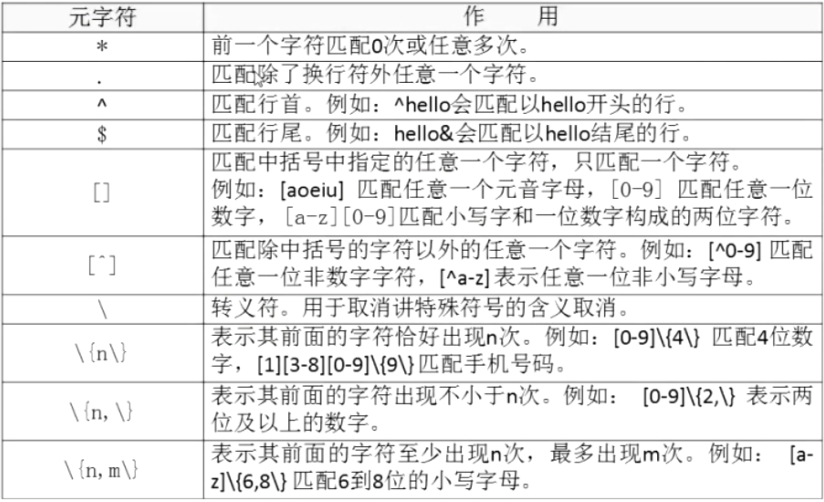 元字符 作 用
* 前一个字符匹配0次或任意多次。
. 匹配除了换行符外任意一个字符。
^ 匹配行首。例如：^hello会匹配以hello开头的行。
$ 匹配行尾。例如：hello&会匹配以hello结尾的行。
[] 匹配中括号中指定的任意一个字符，只匹配一个字符。
例如：[aoeiu] 匹配任意一个元音字母，[0-9] 匹配任意一位
数字，[a-z][0-9]匹配小写字和一位数字构成的两位字符。
[^] 匹配除中括号的字符以外的任意一个字符。例如：[^0-9] 匹配
任意一位非数字字符，[^a-z]表示任意一位非小写字母。
\ 转义符。用于取消讲特殊符号的含义取消。
\{n\} 表示其前面的字符恰好出现n次。例如：[0-9]\{4\} 匹配4位数
字，[1][3-8][0-9]\{9\}匹配手机号码。
\{n,\} 表示其前面的字符出现不小于n次。例如： [0-9]\{2,\} 表示两
位及以上的数字。
\{n,m\} 表示其前面的字符至少出现n次，最多出现m次。例如： [a-
z]\{6,8\}匹配6到8位的小写字母。